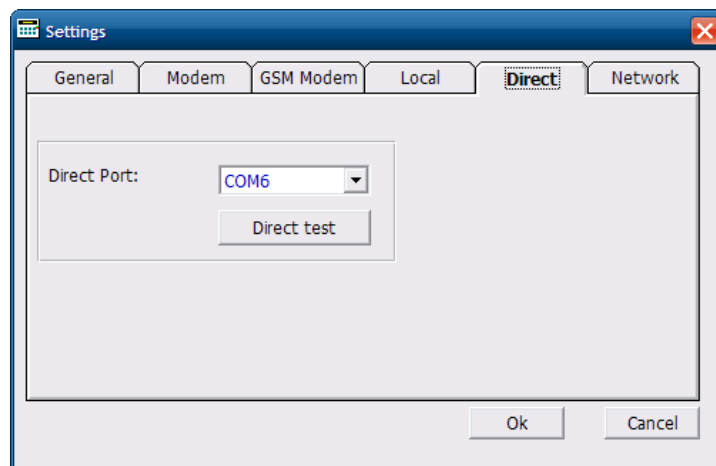 Settings
General Modem GSM Modem Local Direct Network
Direct Port: COM6
Direct test
Ok Cancel